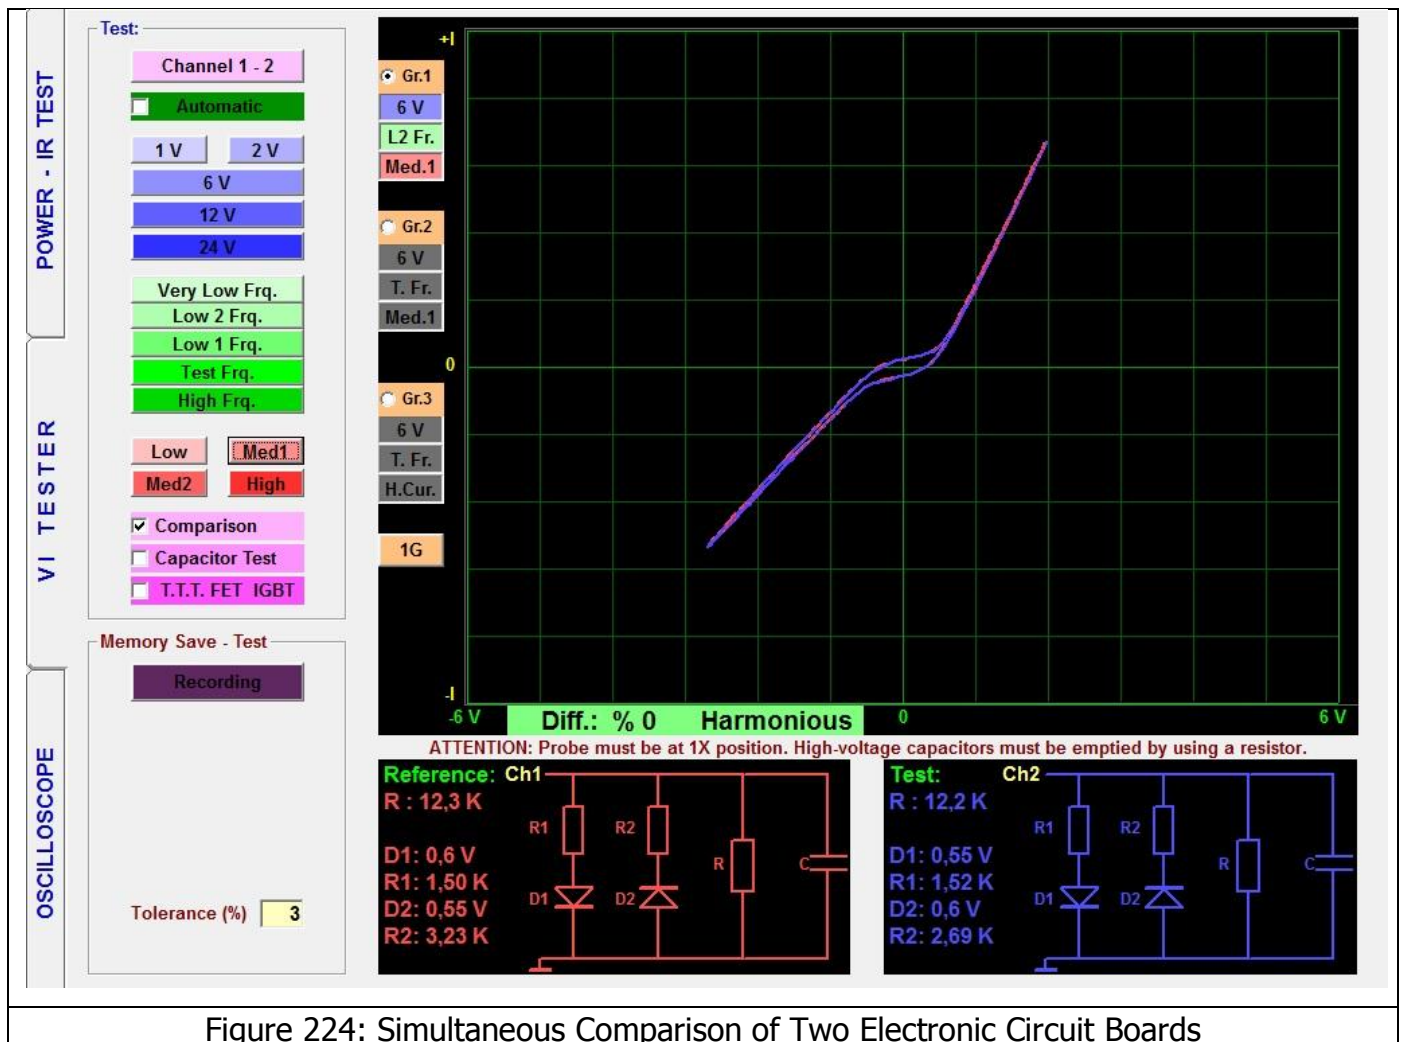 Test:
Channel 1 - 2
Automatic
1 V
2 V
6 V
12 V
24 V
Very Low Frq.
Low 2 Frq.
Low 1 Frq.
Test Frq.
High Frq.
Low
Med1
Med2
High
Comparison
Capacitor Test
T.T.T. FET IGBT
Memory Save - Test
Recording
Tolerance (%) 3
POWER - IR TEST
VI TESTER
OSCILLOSCOPE
Gr.1
6 V
L2 Fr.
Med.1
Gr.2
6 V
T. Fr.
Med.1
Gr.3
6 V
T. Fr.
H.Cur.
1G
+I
0
-I
-6 V
Diff.: % 0 Harmonious
0
6 V
ATTENTION: Probe must be at 1X position. High-voltage capacitors must be emptied by using a resistor.
Reference: Ch1
R : 12,3 K
D1: 0,6 V
R1: 1,50 K
D2: 0,55 V
R2: 3,23 K
R1
R2
R
C
D1
D2
Test: Ch2
R : 12,2 K
D1: 0,55 V
R1: 1,52 K
D2: 0,6 V
R2: 2,69 K
R1
R2
R
C
D1
D2
Figure 224: Simultaneous Comparison of Two Electronic Circuit Boards